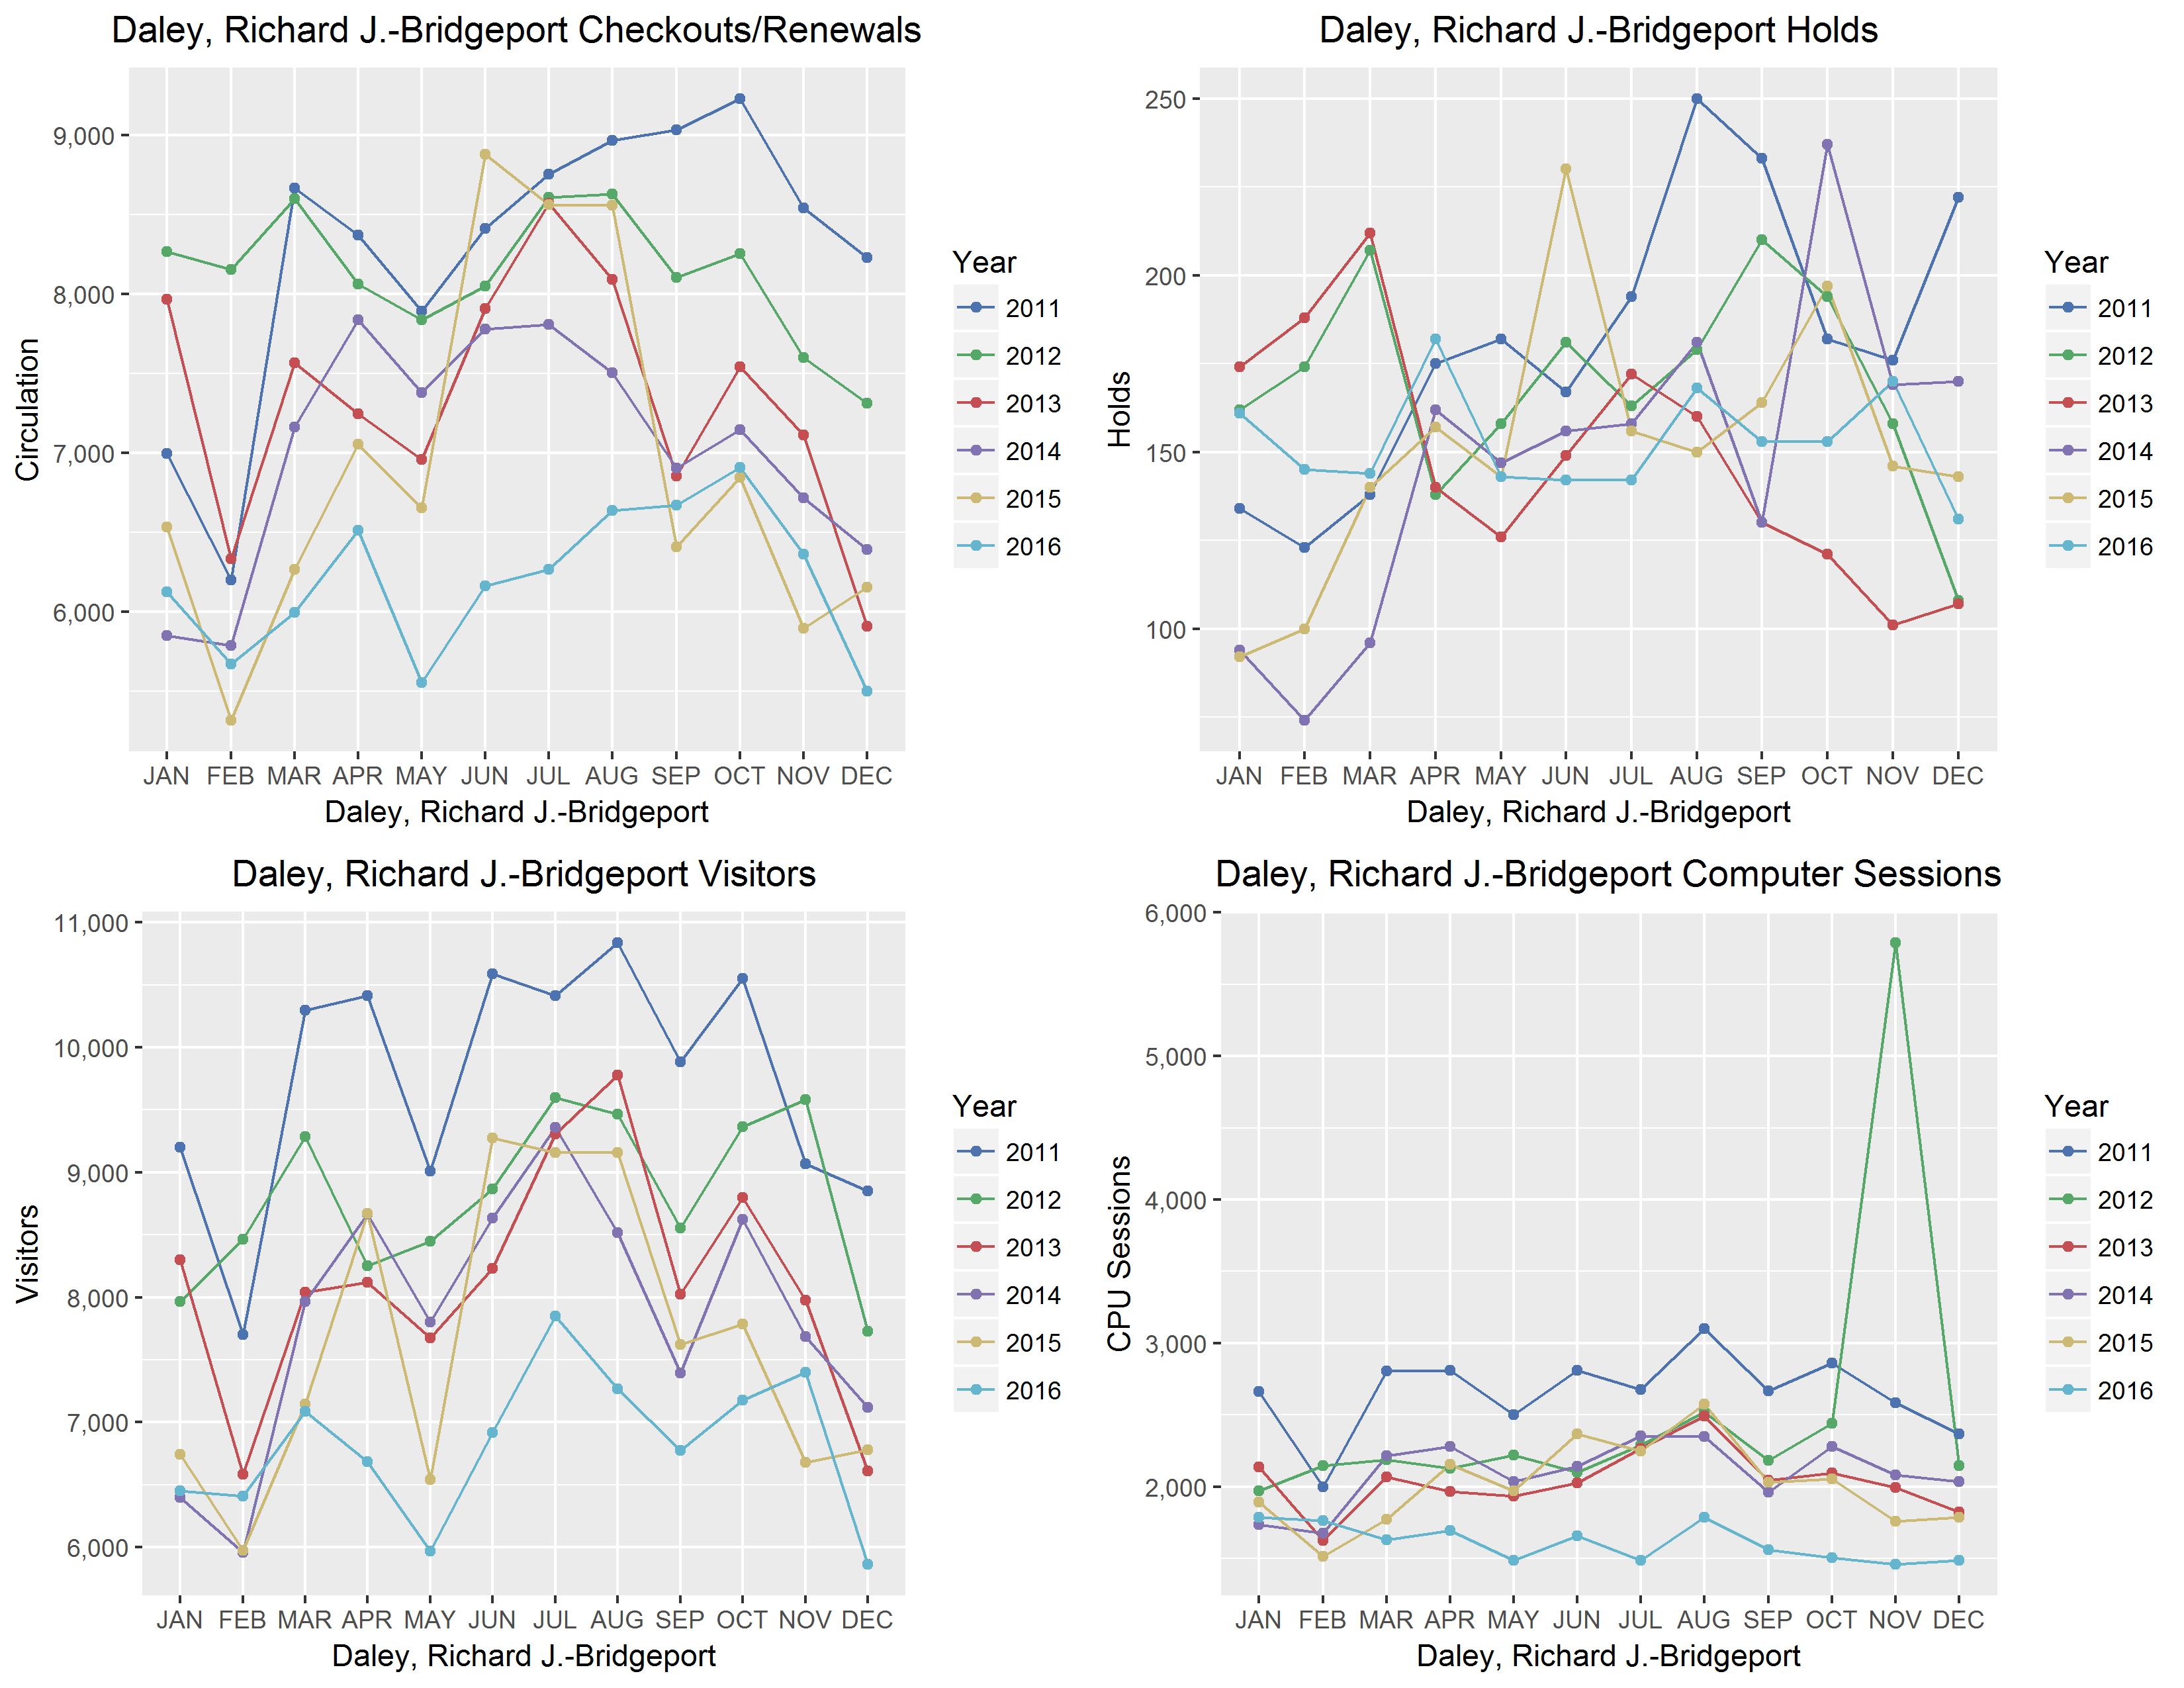 Daley, Richard J.-Bridgeport Checkouts/Renewals
9,000
8,000
7,000
6,000
Circulation
JAN FEB MAR APR MAY JUN JUL AUG SEP OCT NOV DEC
Daley, Richard J.-Bridgeport
Year
2011
2012
2013
2014
2015
2016
Daley, Richard J.-Bridgeport Holds
250
200
150
100
Holds
JAN FEB MAR APR MAY JUN JUL AUG SEP OCT NOV DEC
Daley, Richard J.-Bridgeport
Year
2011
2012
2013
2014
2015
2016
Daley, Richard J.-Bridgeport Visitors
11,000
10,000
9,000
8,000
7,000
6,000
Visitors
JAN FEB MAR APR MAY JUN JUL AUG SEP OCT NOV DEC
Daley, Richard J.-Bridgeport
Year
2011
2012
2013
2014
2015
2016
Daley, Richard J.-Bridgeport Computer Sessions
6,000
5,000
4,000
3,000
2,000
CPU Sessions
JAN FEB MAR APR MAY JUN JUL AUG SEP OCT NOV DEC
Daley, Richard J.-Bridgeport
Year
2011
2012
2013
2014
2015
2016